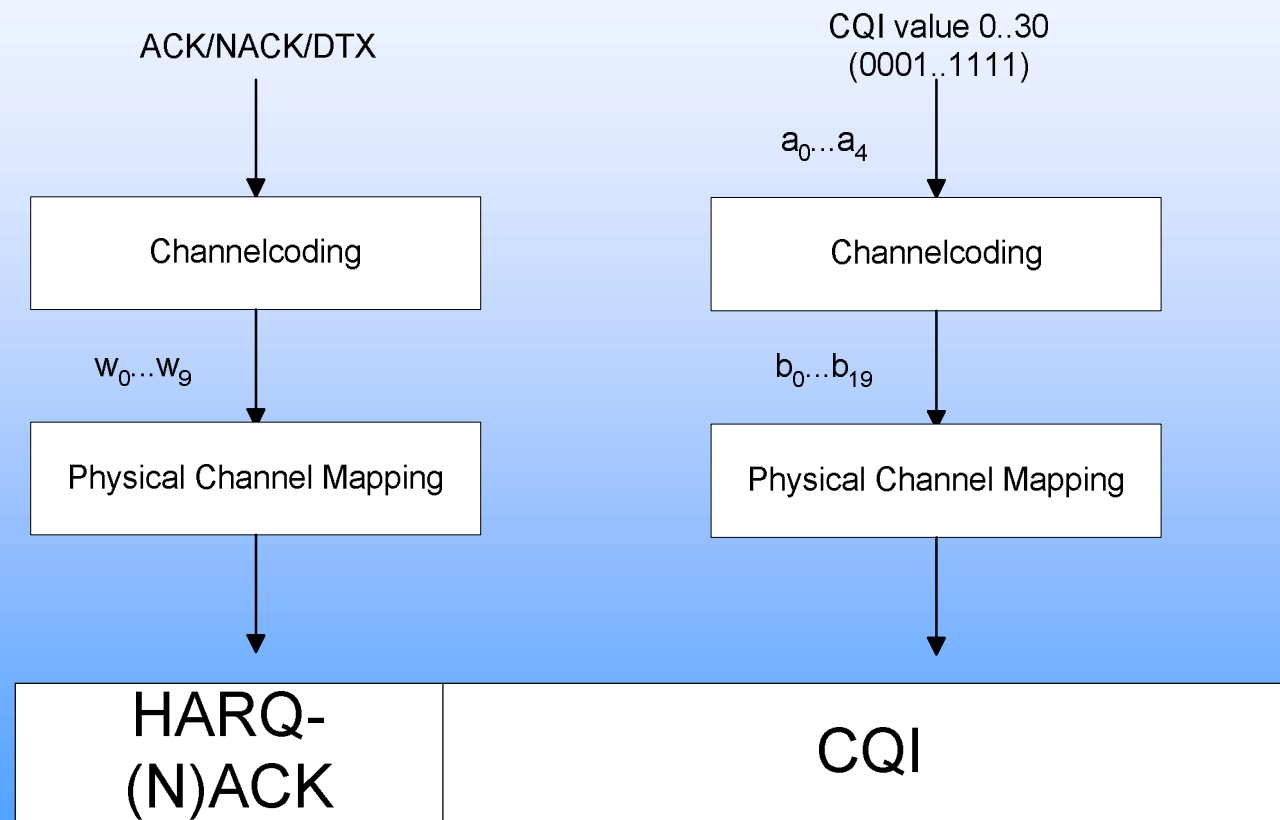 ACK/NACK/DTX
CQI value 0..30
(0001..1111)
a0...a4
Channelcoding
Channelcoding
w0...w9
b0...b19
Physical Channel Mapping
Physical Channel Mapping
HARQ-
(N)ACK
CQI